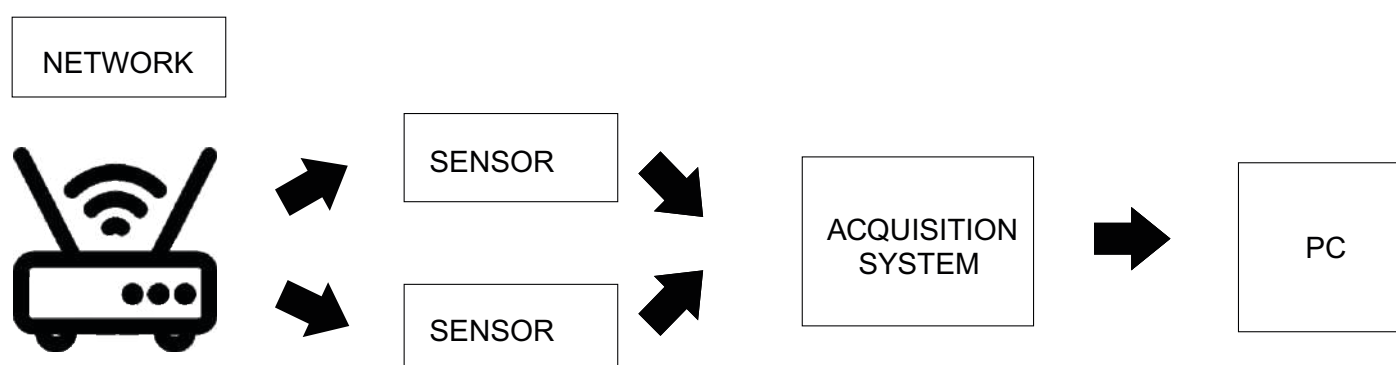 NETWORK
SENSOR
SENSOR
ACQUISITION
SYSTEM
PC